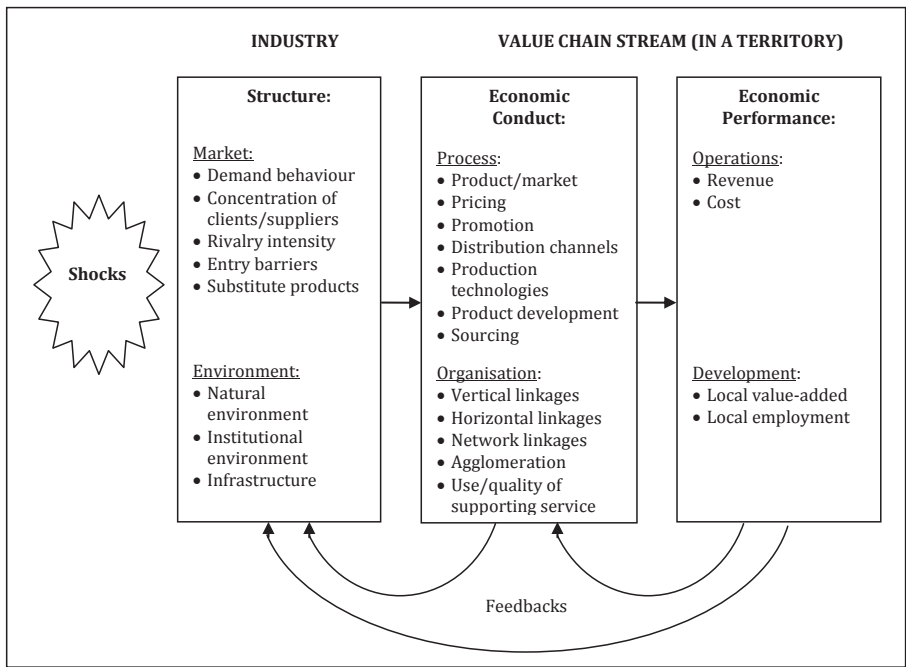 INDUSTRY
VALUE CHAIN STREAM (IN A TERRITORY)
Shocks
Structure:
Market:
• Demand behaviour
• Concentration of
clients/suppliers
• Rivalry intensity
• Entry barriers
• Substitute products
Environment:
• Natural
environment
• Institutional
environment
• Infrastructure
Economic
Conduct:
Process:
• Product/market
• Pricing
• Promotion
• Distribution channels
• Production
technologies
• Product development
• Sourcing
Organisation:
• Vertical linkages
• Horizontal linkages
• Network linkages
• Agglomeration
• Use/quality of
supporting service
Economic
Performance:
Operations:
• Revenue
• Cost
Development:
• Local value-added
• Local employment
Feedbacks